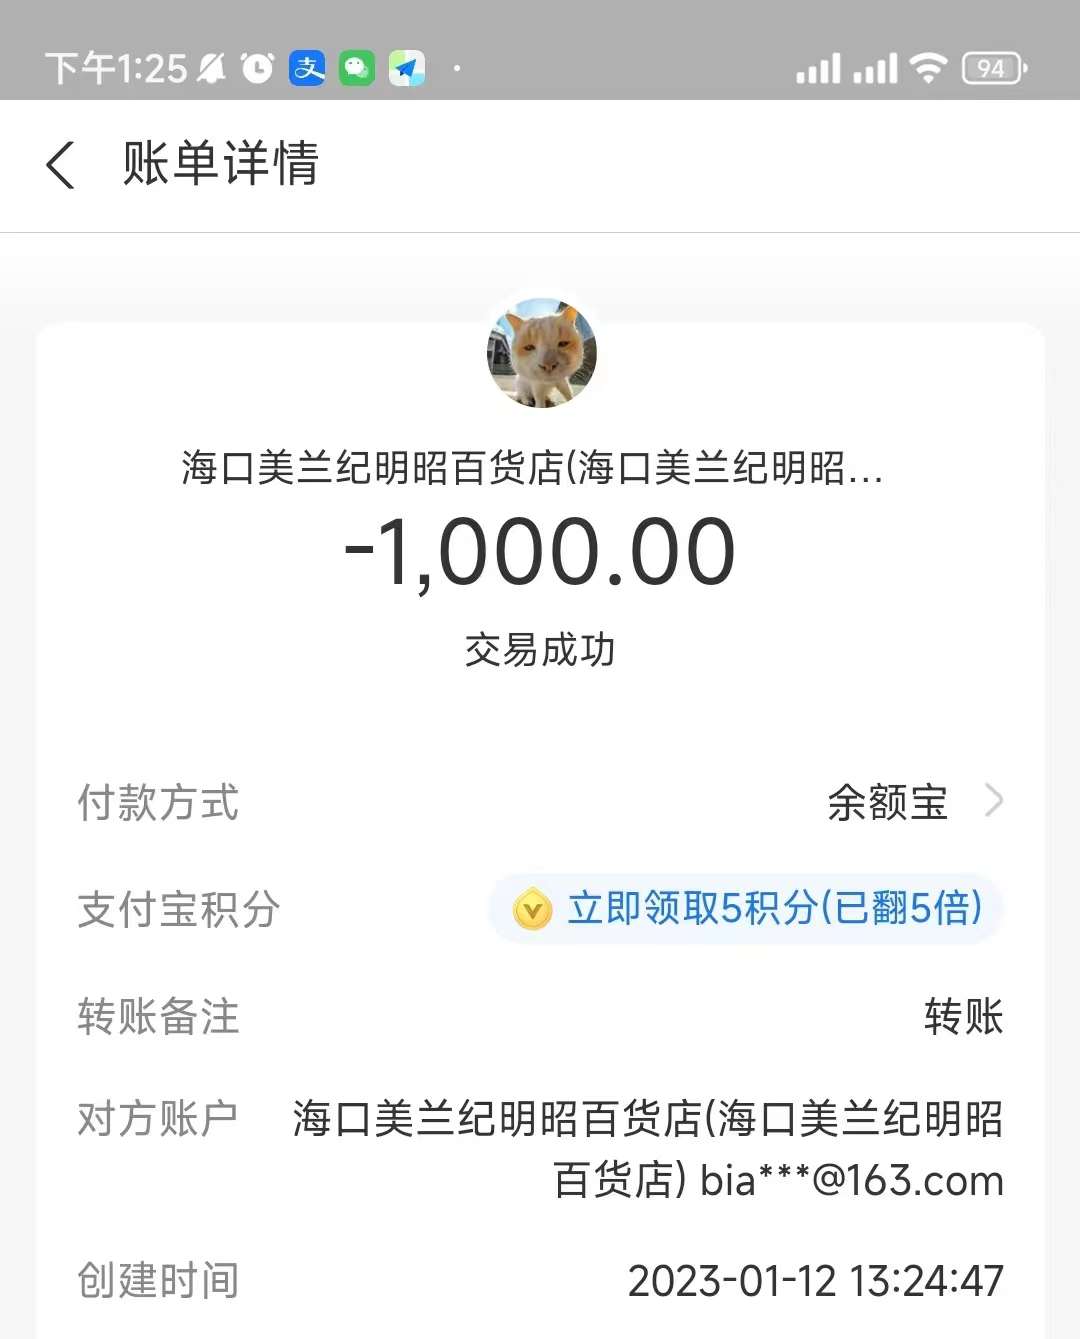 下午1:25
94
账单详情
海口美兰纪明昭百货店(海口美兰纪明昭...
-1,000.00
交易成功
付款方式 余额宝
支付宝积分 立即领取5积分(已翻5倍)
转账备注 转账
对方账户 海口美兰纪明昭百货店(海口美兰纪明昭
百货店) bia***@163.com
创建时间 2023-01-12 13:24:47